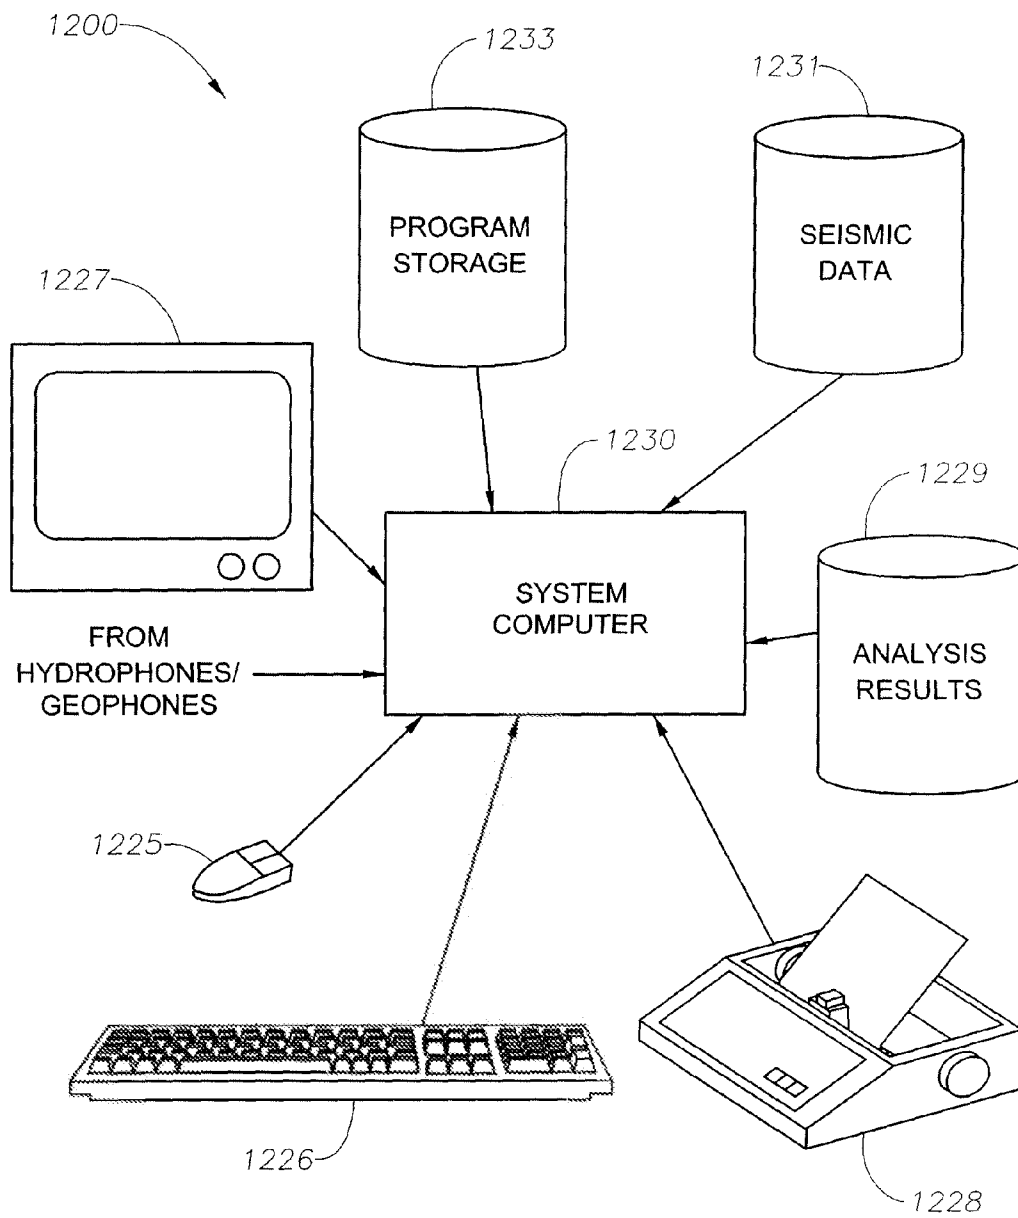 1200
1233
1231
PROGRAM
STORAGE
SEISMIC
DATA
1227
1230
1229
SYSTEM
COMPUTER
FROM
HYDROPHONES/
GEOPHONES
ANALYSIS
RESULTS
1225
1226
1228